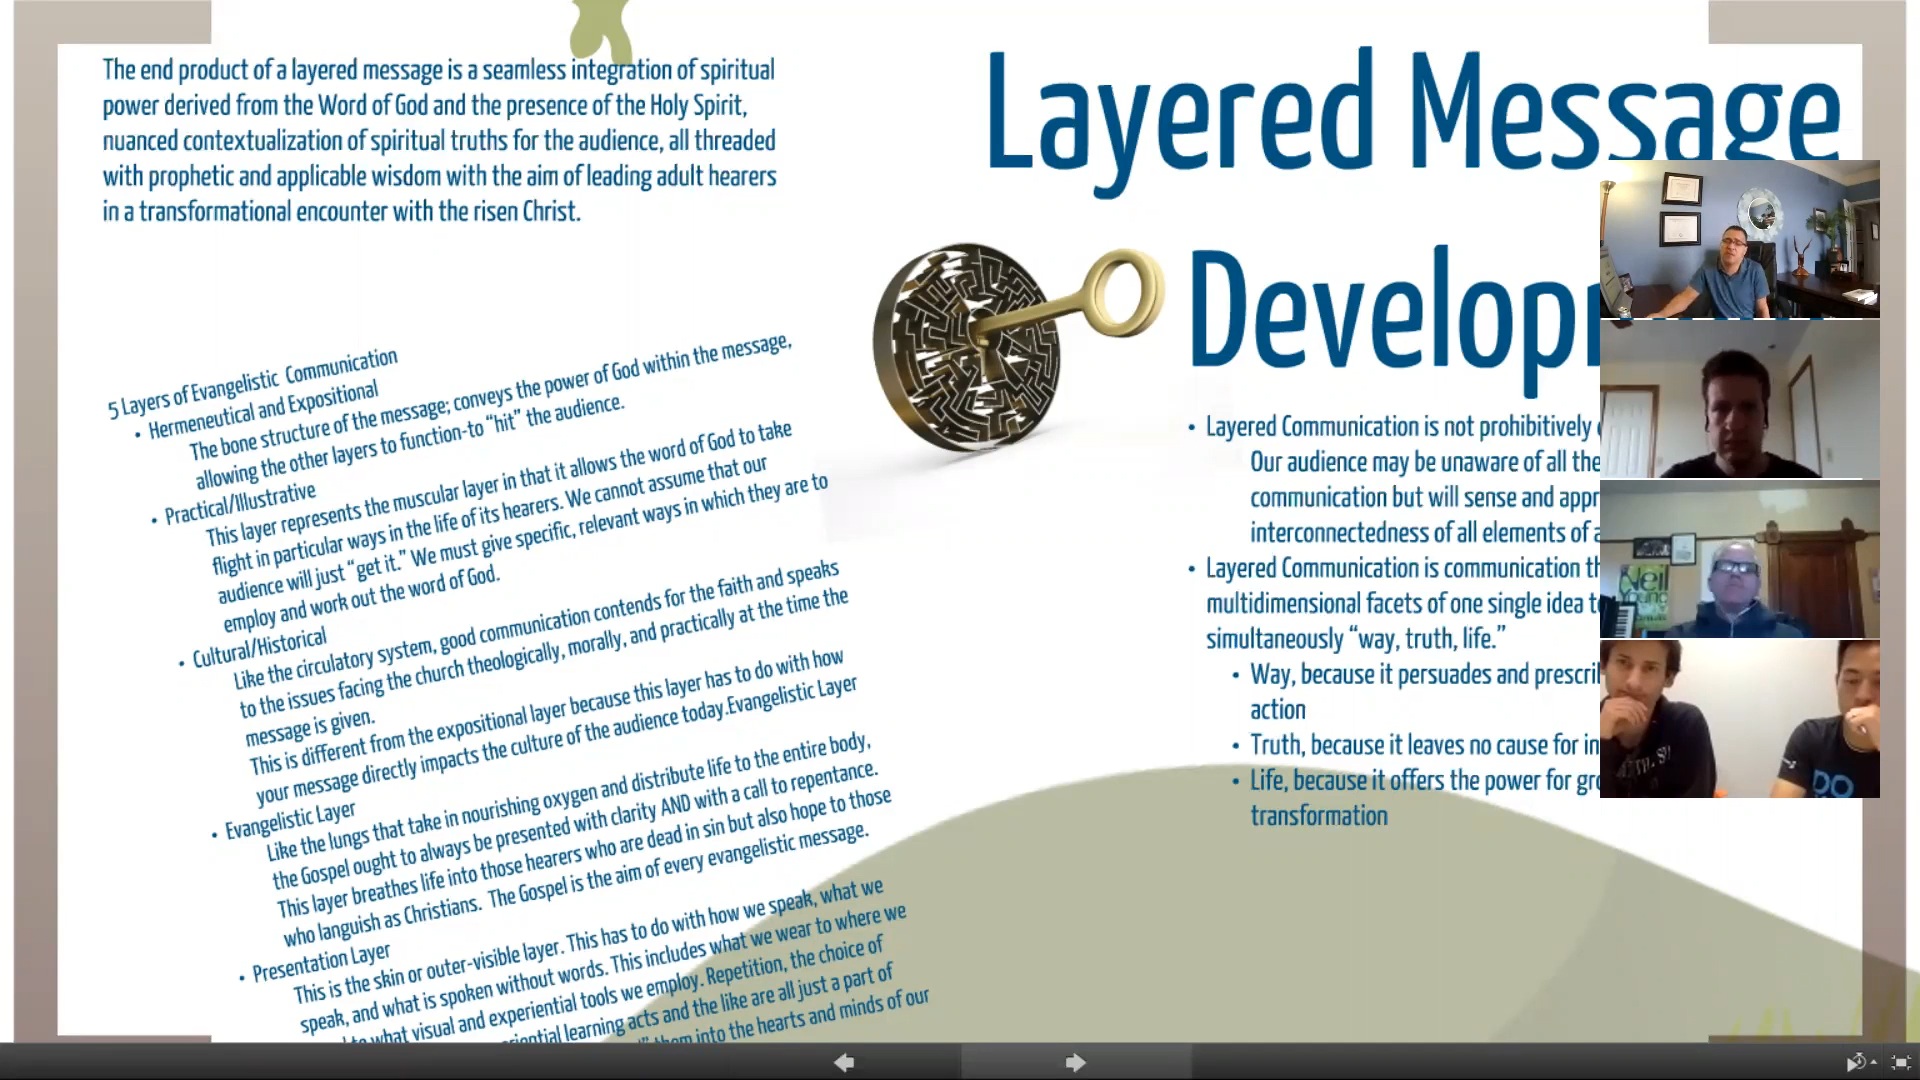 The end product of a layered message is a seamless integration of spiritual
power derived from the Word of God and the presence of the Holy Spirit,
nuanced contextualization of spiritual truths for the audience, all threaded
with prophetic and applicable wisdom with the aim of leading adult hearers
in a transformational encounter with the risen Christ.
5 Layers of Evangelistic Communication
• Hermeneutical and Expositional
The bone structure of the message; conveys the power of God within the message,
allowing the other layers to function-to “hit” the audience.
• Practical/Illustrative
This layer represents the muscular layer in that it allows the word of God to take
flight in particular ways in the life of its hearers. We cannot assume that our
audience will just “get it.” We must give specific, relevant ways in which they are to
employ and work out the word of God.
• Cultural/Historical
Like the circulatory system, good communication contends for the faith and speaks
to the issues facing the church theologically, morally, and practically at the time the
message is given.
This is different from the expositional layer because this layer has to do with how
your message directly impacts the culture of the audience today.Evangelistic Layer
• Evangelistic Layer
Like the lungs that take in nourishing oxygen and distribute life to the entire body,
the Gospel ought to always be presented with clarity AND with a call to repentance.
This layer breathes life into those hearers who are dead in sin but also hope to those
who languish as Christians. The Gospel is the aim of every evangelistic message.
• Presentation Layer
This is the skin or outer-visible layer. This has to do with how we speak, what we
speak, and what is spoken without words. This includes what we wear to where we
what visual and experiential tools we employ. Repetition, the choice of
learning acts and the like are all just a part of
them into the hearts and minds of our
Layered Message
Develop
• Layered Communication is not prohibitively
Our audience may be unaware of all the
communication but will sense and
interconnectedness of all elements of
• Layered Communication is communication
multidimensional facets of one single idea
simultaneously “way, truth, life.”
• Way, because it persuades and
action
• Truth, because it leaves no cause for
• Life, because it offers the power for
transformation
Neil
Young
DO